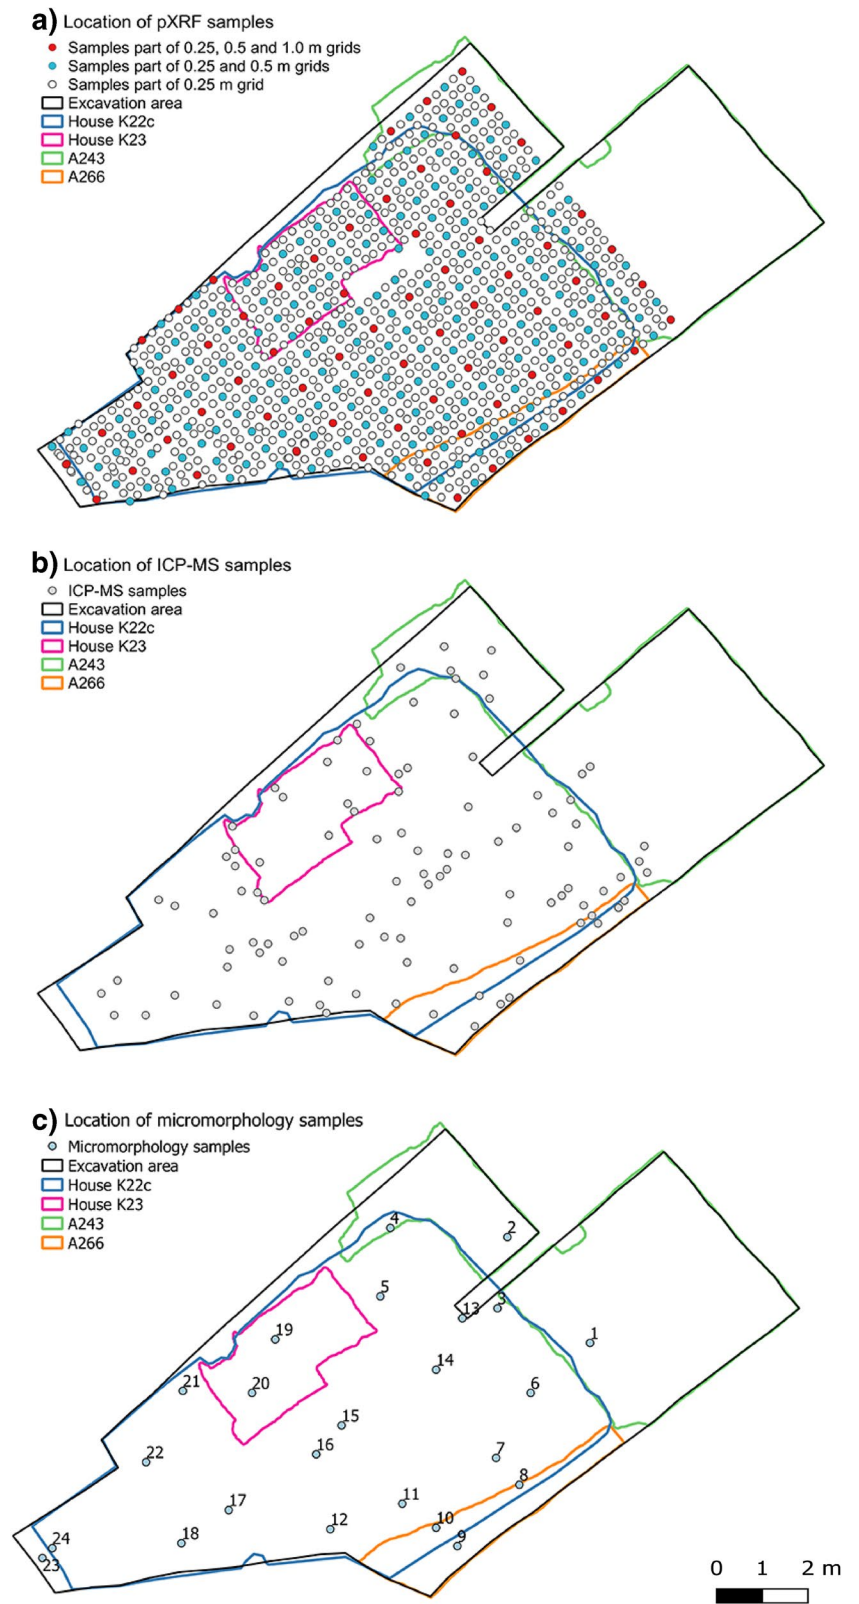 a) Location of pXRF samples
Samples part of 0.25, 0.5 and 1.0 m grids
Samples part of 0.25 and 0.5 m grids
Samples part of 0.25 m grid
Excavation area
House K22c
House K23
A243
A266
b) Location of ICP-MS samples
ICP-MS samples
Excavation area
House K22c
House K23
A243
A266
c) Location of micromorphology samples
Micromorphology samples
Excavation area
House K22c
House K23
A243
A266
4
2
5
13
3
19
1
14
21
20
6
15
16
7
22
8
11
17
10
12
18
9
24
23
0 1 2 m